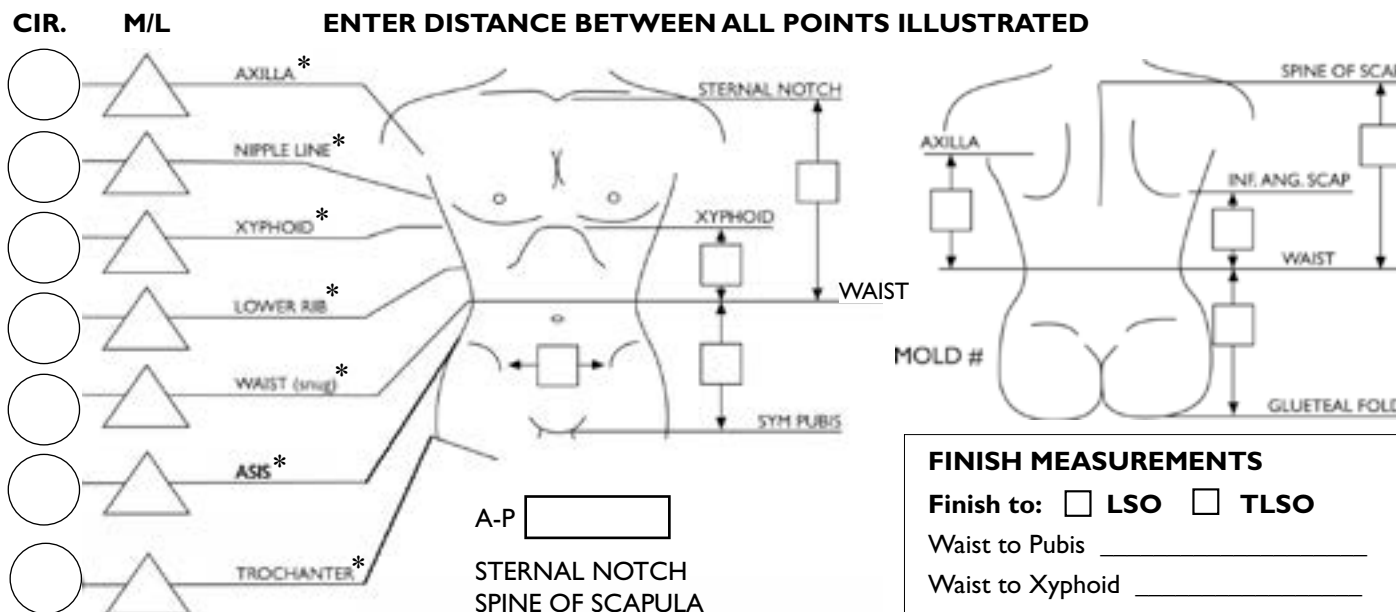 CIR. M/L ENTER DISTANCE BETWEEN ALL POINTS ILLUSTRATED
AXILLA*
NIPPLE LINE*
XYPHOID*
LOWER RIB*
WAIST (snug)*
ASIS*
TROCHANTER*
STERNAL NOTCH
XYPHOID
WAIST
SYM PUBIS
A-P
STERNAL NOTCH
SPINE OF SCAPULA
SPINE OF SCAP
AXILLA
INF. ANG. SCAP
WAIST
MOLD #
GLUETEAL FOLD
FINISH MEASUREMENTS
Finish to: LSO TLSO
Waist to Pubis
Waist to Xyphoid